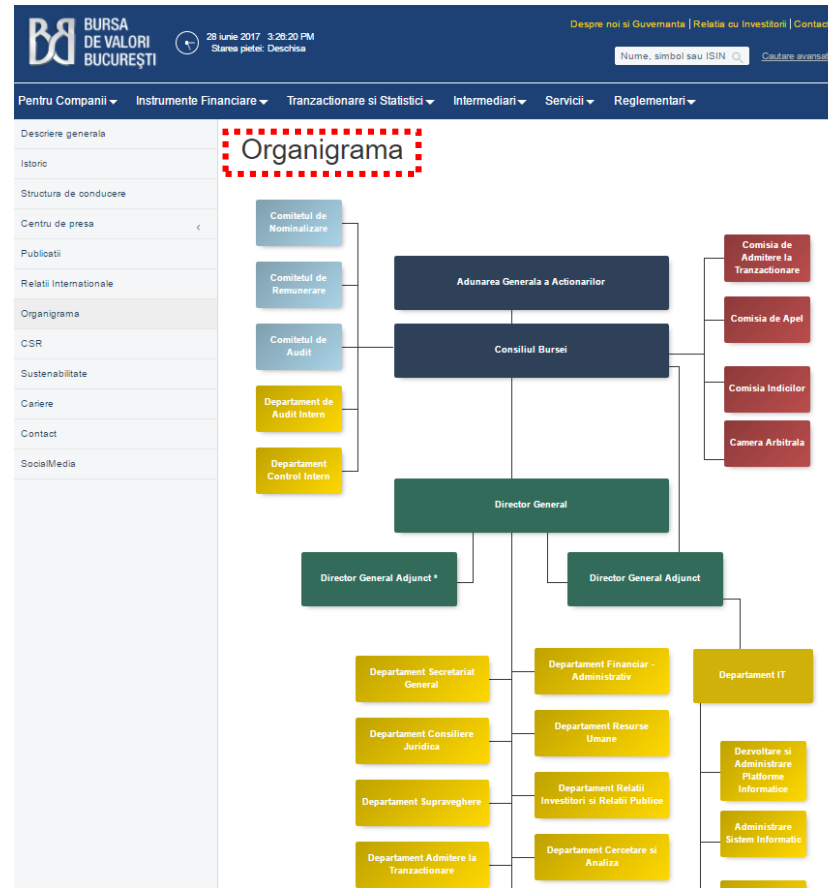 BURSA
DE VALORI
BUCUREȘTI
28 iunie 2017 3:26:20 PM
Starea pietei: Deschisa
Despre noi si Guvernanta | Relatia cu Investitorii | Contact
Nume, simbol sau ISIN
Cautare avansat
Pentru Companii
Instrumente Financiare
Tranzactionare si Statistici
Intermediari
Servicii
Reglementari
Descriere generala
Istoric
Structura de conducere
Centru de presa
Publicatii
Relatii Internationale
Organigrama
CSR
Sustenabilitate
Cariere
Contact
SocialMedia
Organigrama
Comitetul de
Nominalizare
Comitetul de
Remunerare
Comitetul de
Audit
Departament de
Audit Intern
Departament
Control Intern
Adunarea Generala a Actionarilor
Consiliul Bursei
Comisia de
Admitere la
Tranzactionare
Comisia de Apel
Comisia Indicilor
Camera Arbitrala
Director General
Director General Adjunct *
Director General Adjunct
Departament Secretariat
General
Departament Financiar -
Administrativ
Departament IT
Departament Consiliere
Juridica
Departament Resurse
Umane
Dezvoltare si
Administrare
Platforme
Informatice
Departament Supraveghere
Departament Relatii
Investitori si Relatii Publice
Administrare
Sistem Informatic
Departament Admitere la
Tranzactionare
Departament Cercetare si
Analiza